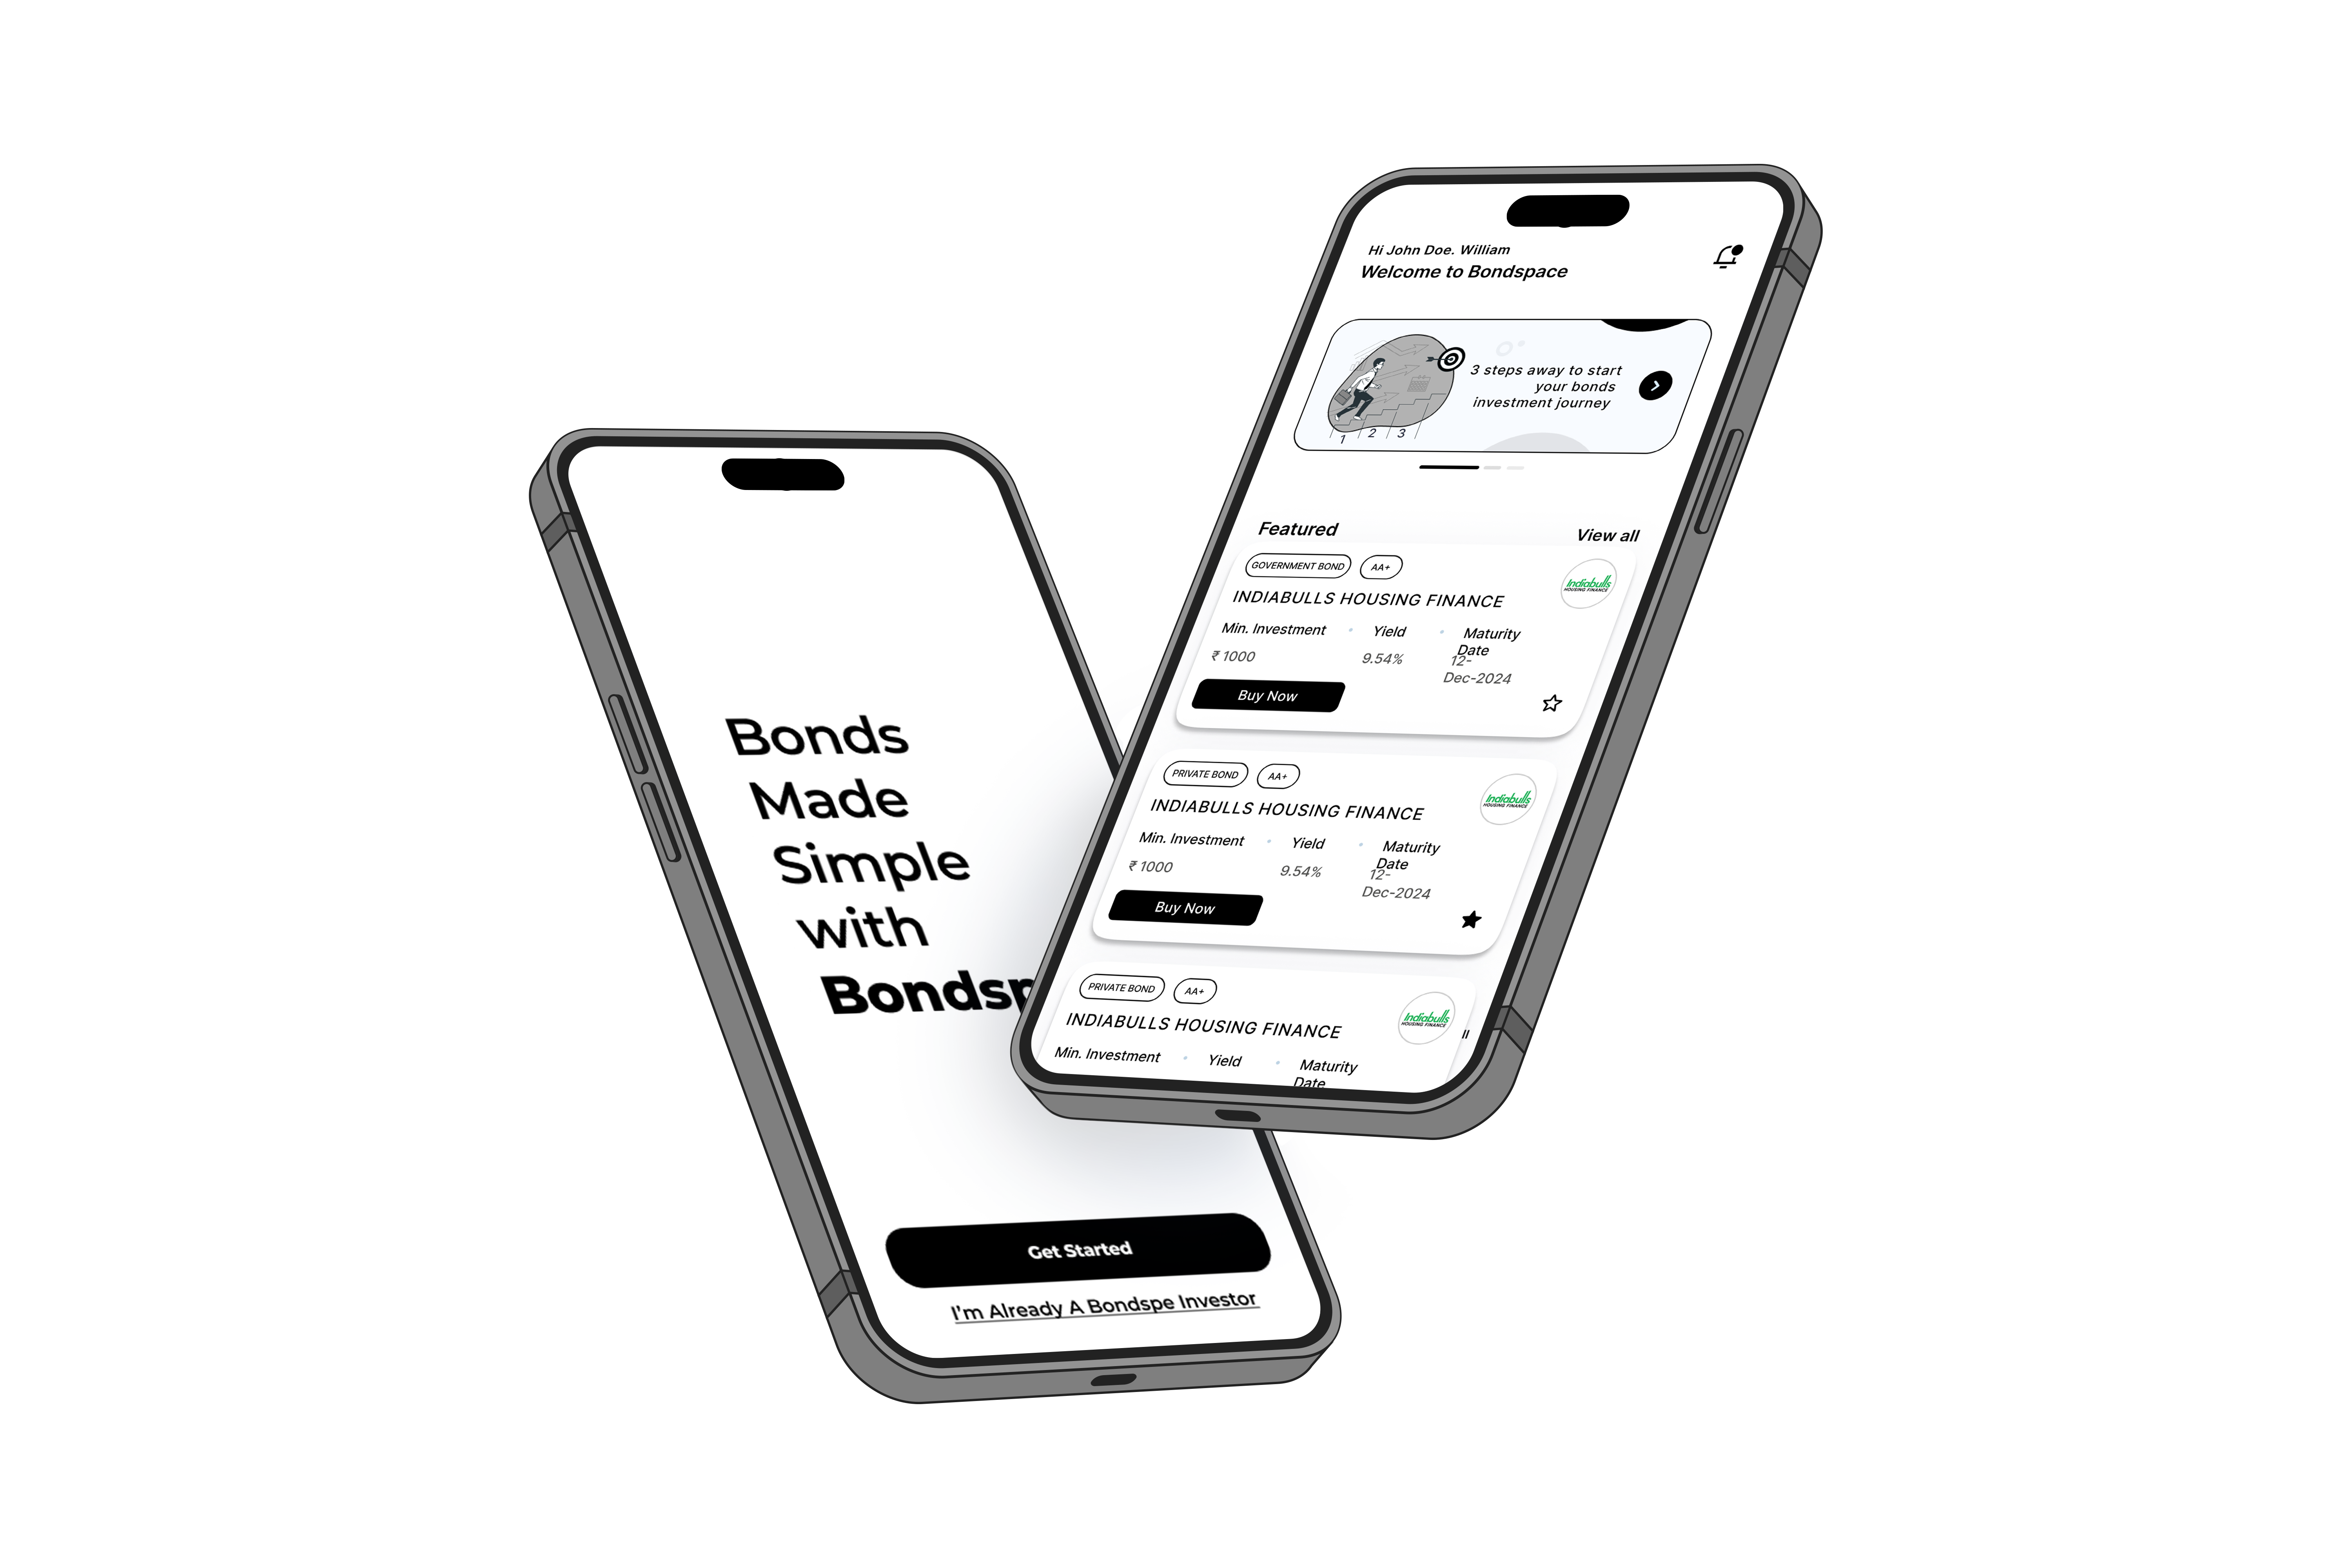 Bonds
Made
Simple
with
Bondsp
Get Started
I'm Already A Bondspe Investor
Hi John Doe. William
Welcome to Bondspace
3 steps away to start
your bonds
investment journey
1 2 3
Featured View all
GOVERNMENT BOND AA+
Indiabulls
HOUSING FINANCE
INDIABULLS HOUSING FINANCE
Min. Investment • Yield • Maturity
Date
₹ 1000 9.54% 12-
Dec-2024
Buy Now
PRIVATE BOND AA+
Indiabulls
HOUSING FINANCE
INDIABULLS HOUSING FINANCE
Min. Investment • Yield • Maturity
Date
₹ 1000 9.54% 12-
Dec-2024
Buy Now
PRIVATE BOND AA+
Indiabulls
HOUSING FINANCE
INDIABULLS HOUSING FINANCE
ll
Min. Investment • Yield • Maturity
Date